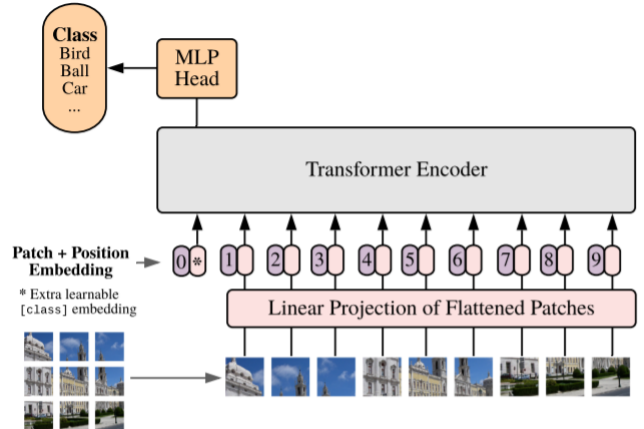 Class
Bird
Ball
Car
...
MLP
Head
Transformer Encoder
Patch + Position
Embedding
0 * 1 2 3 4 5 6 7 8 9
* Extra learnable
[class] embedding
Linear Projection of Flattened Patches